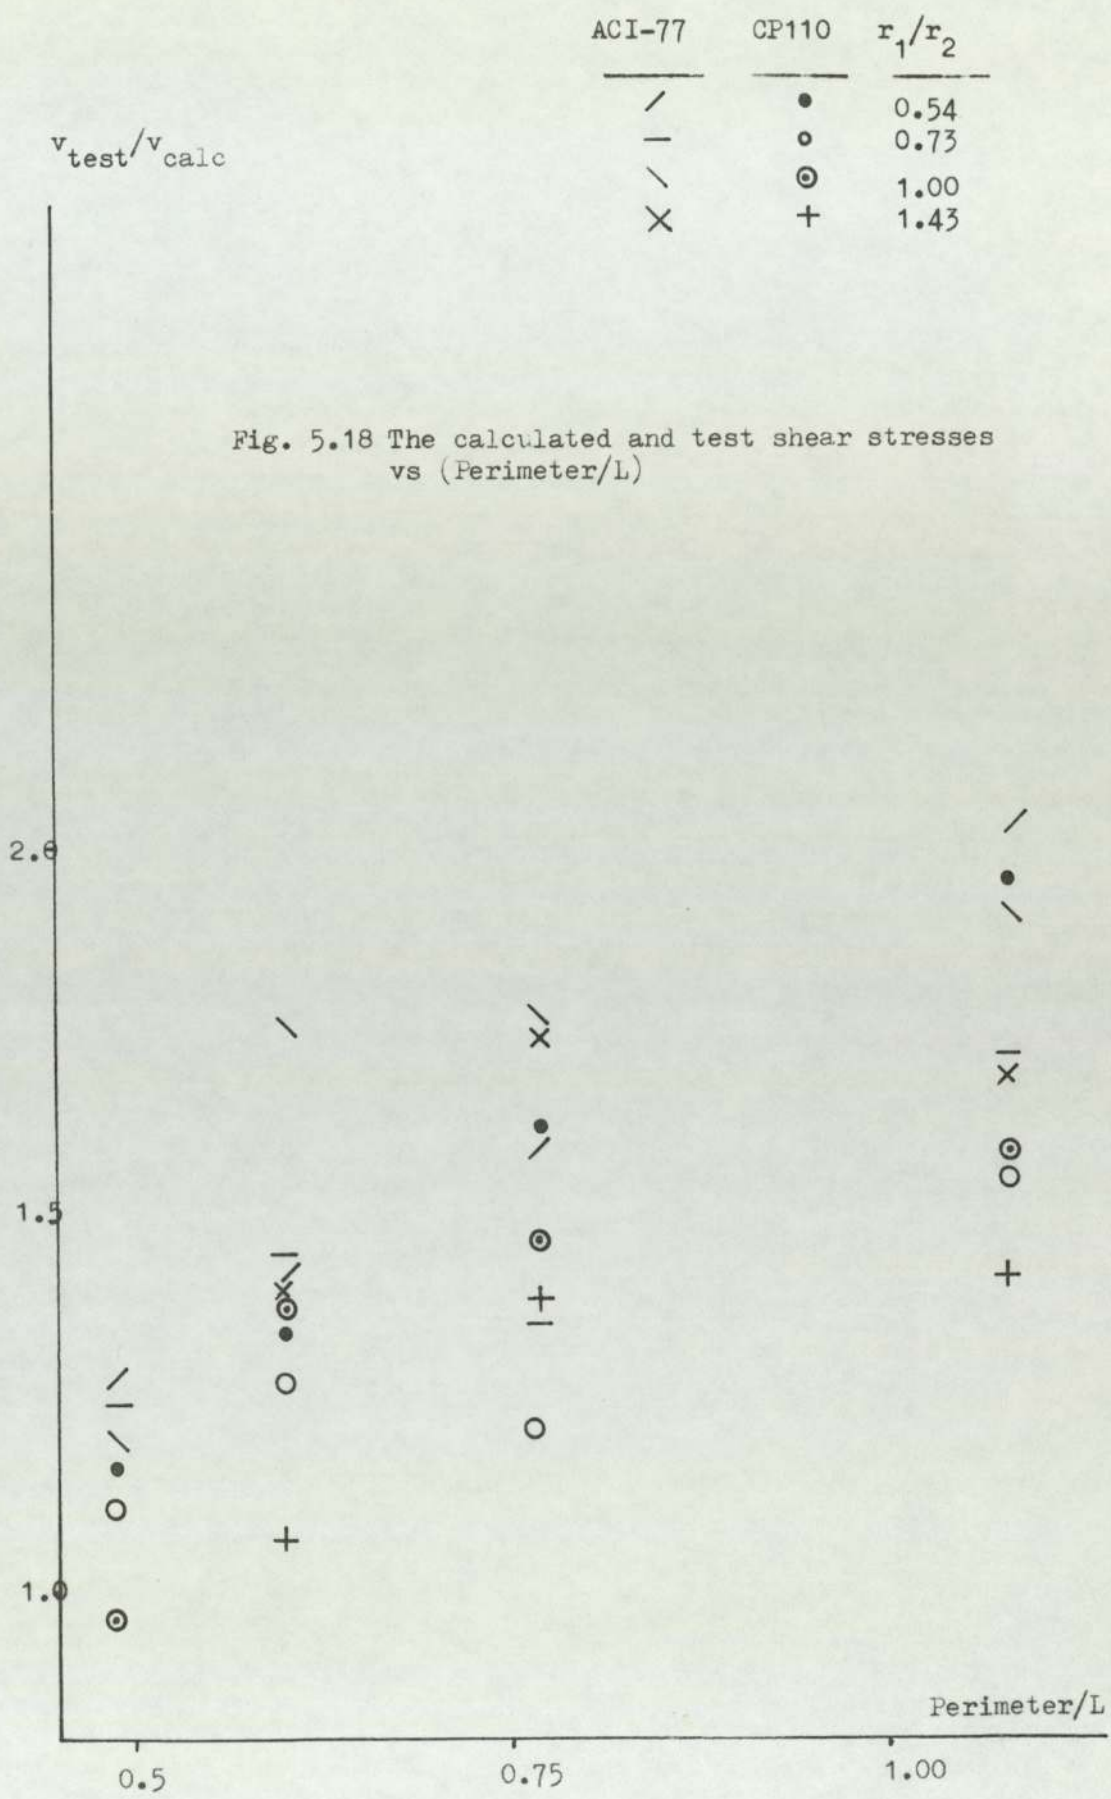 ACI-77 CP110 r1/r2
/ ● 0.54
— o 0.73
\ ⊙ 1.00
× + 1.43
vtest/vcalc
Fig. 5.18 The calculated and test shear stresses
vs (Perimeter/L)
2.0
1.5
1.0
Perimeter/L
0.5 0.75 1.00